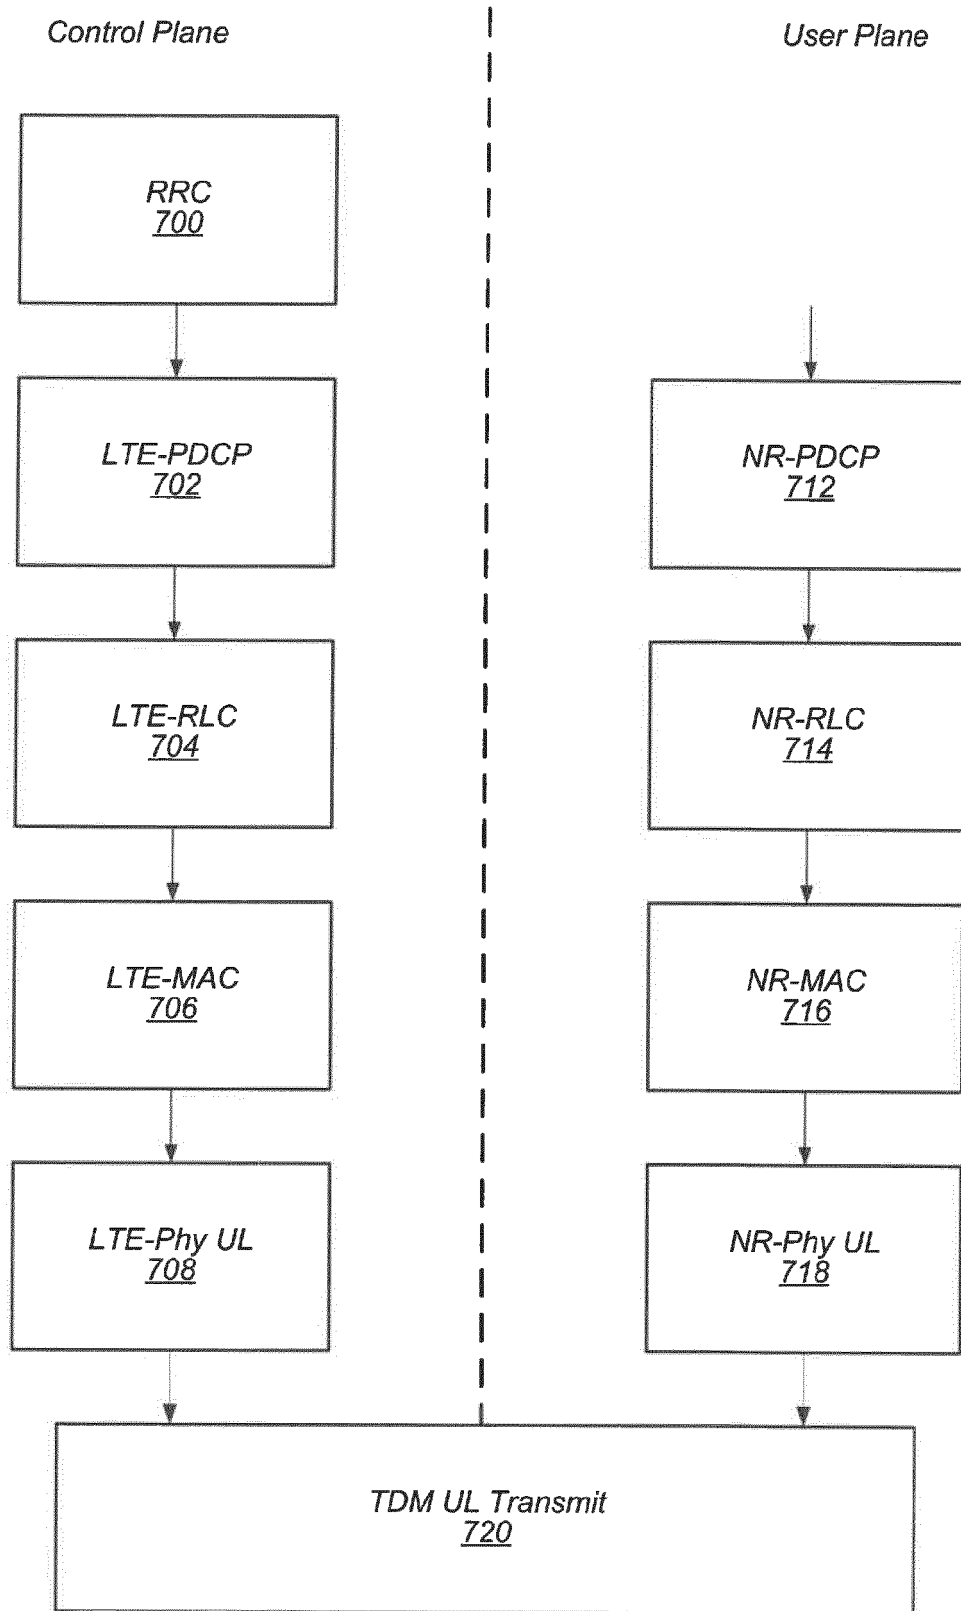 Control Plane
User Plane
RRC
700
LTE-PDCP
702
NR-PDCP
712
LTE-RLC
704
NR-RLC
714
LTE-MAC
706
NR-MAC
716
LTE-Phy UL
708
NR-Phy UL
718
TDM UL Transmit
720